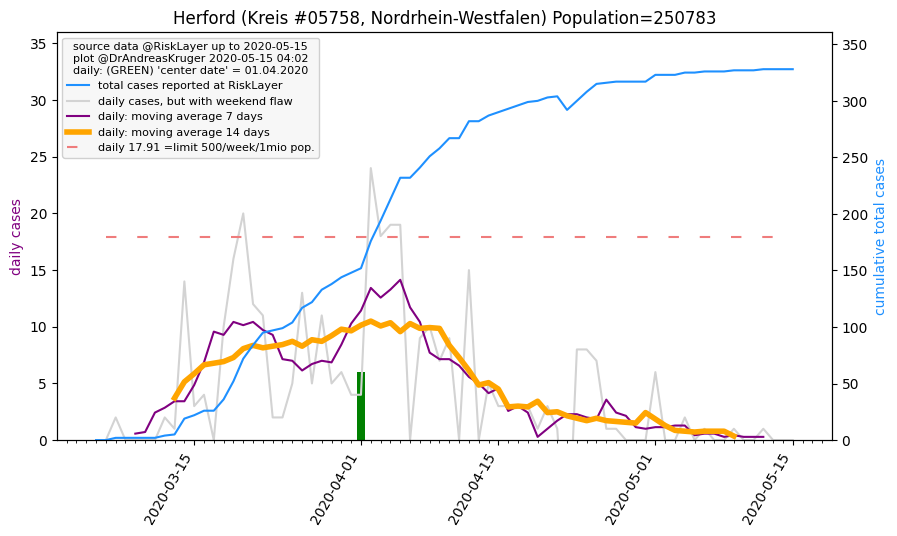 Herford (Kreis #05758, Nordrhein-Westfalen) Population=250783
source data @RiskLayer up to 2020-05-15
plot @DrAndreasKruger 2020-05-15 04:02
daily: (GREEN) 'center date' = 01.04.2020
total cases reported at RiskLayer
daily cases, but with weekend flaw
daily: moving average 7 days
daily: moving average 14 days
daily 17.91 =limit 500/week/1mio pop.
daily cases
35
30
25
20
15
10
5
0
cumulative total cases
350
300
250
200
150
100
50
0
2020-03-15
2020-04-01
2020-04-15
2020-05-01
2020-05-15